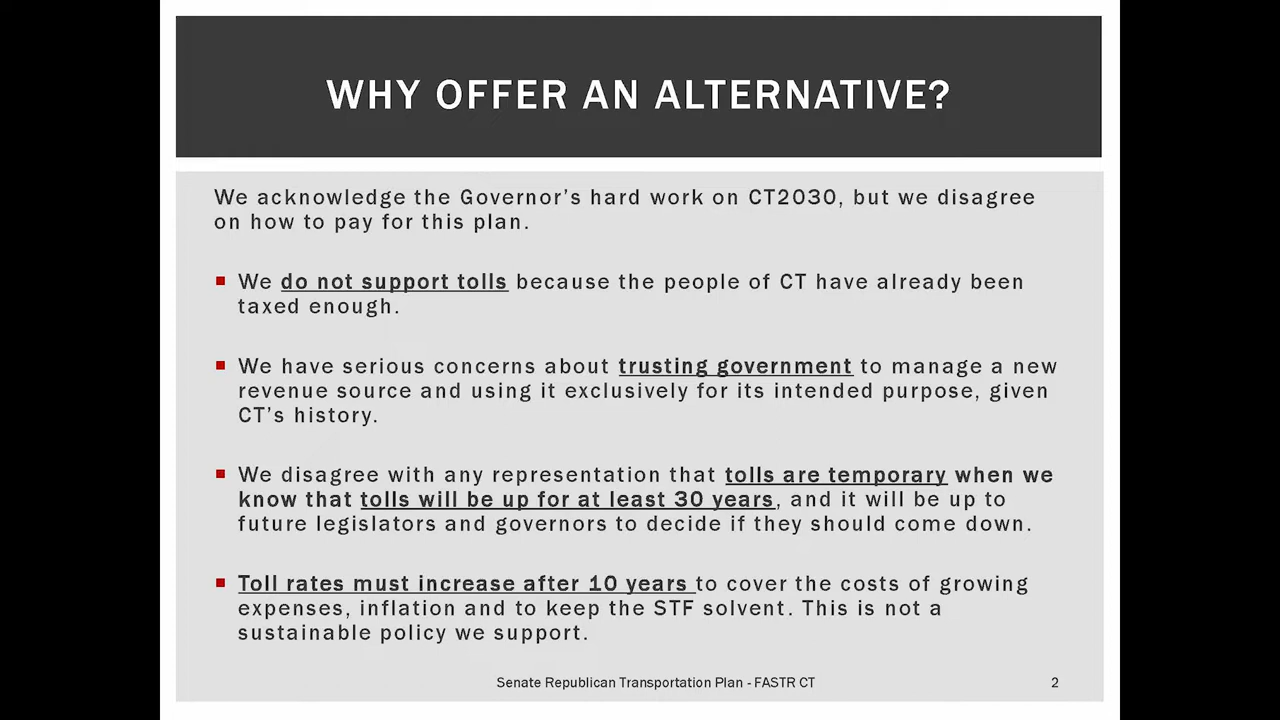 WHY OFFER AN ALTERNATIVE?
We acknowledge the Governor’s hard work on CT2030, but we disagree
on how to pay for this plan.
We do not support tolls because the people of CT have already been
taxed enough.
We have serious concerns about trusting government to manage a new
revenue source and using it exclusively for its intended purpose, given
CT’s history.
We disagree with any representation that tolls are temporary when we
know that tolls will be up for at least 30 years, and it will be up to
future legislators and governors to decide if they should come down.
Toll rates must increase after 10 years to cover the costs of growing
expenses, inflation and to keep the STF solvent. This is not a
sustainable policy we support.
Senate Republican Transportation Plan - FASTR CT 2